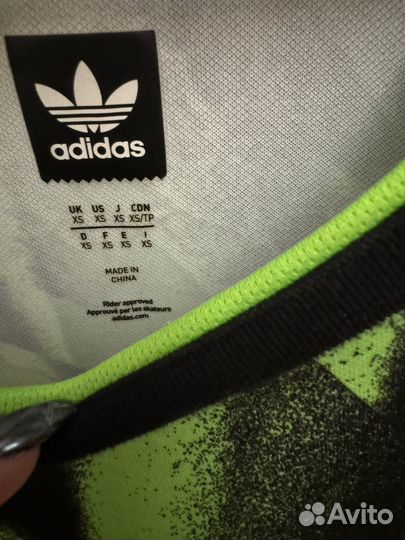 adidas
UK US J CDN
XS XS XS XS/TP
D F E I
XS XS XS XS
MADE IN
CHINA
Rider approved
Approuvé par les skateurs
adidas.com
Avito